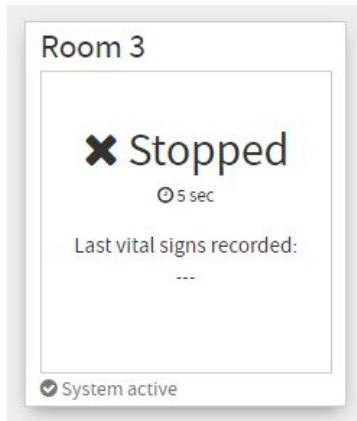 Room 3
Stopped
5 sec
Last vital signs recorded:
---
System active